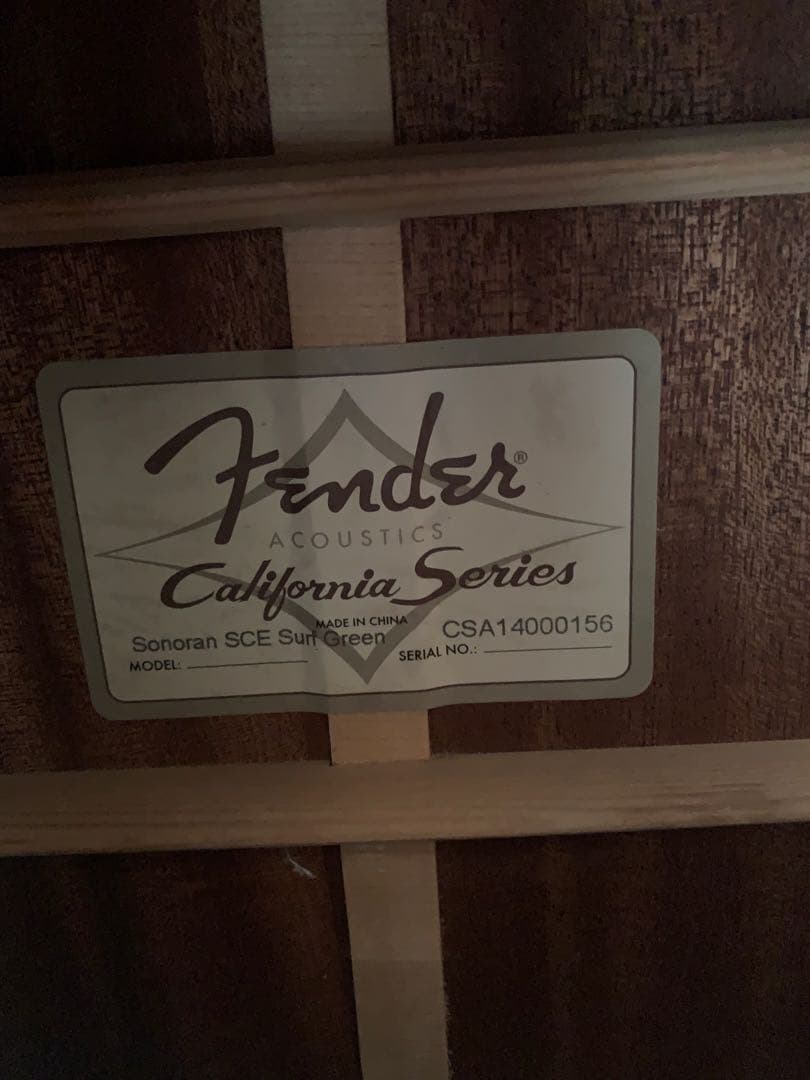 Fender®
ACOUSTICS
California Series
MADE IN CHINA
Sonoran SCE Surf Green CSA14000156
MODEL: SERIAL NO.: